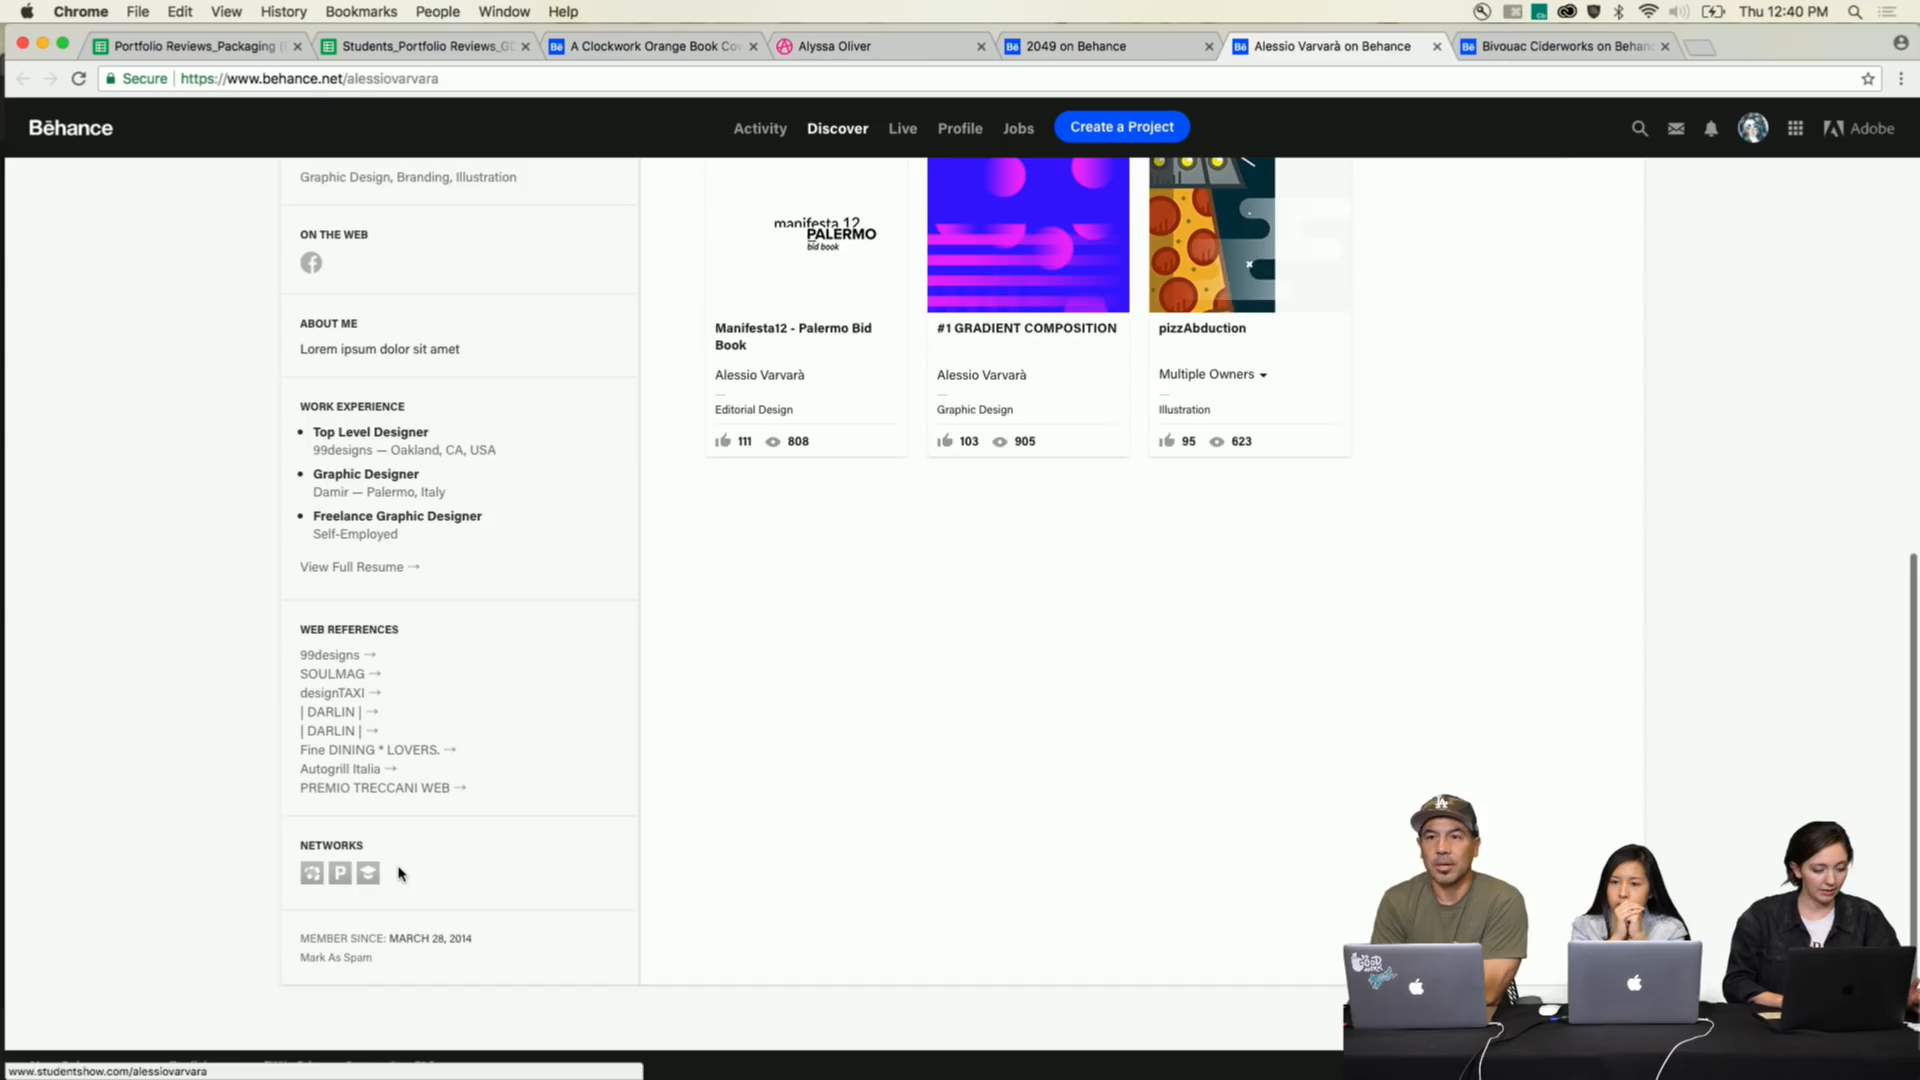 Chrome File Edit View History Bookmarks People Window Help
Thu 12:40 PM
Portfolio Reviews_Packaging
Students_Portfolio Reviews_
A Clockwork Orange Book Co
Alyssa Oliver
2049 on Behance
Alessio Varvarà on Behance
Bivouac Ciderworks on Behan
Secure https://www.behance.net/alessiovarvara
Bēhance Activity Discover Live Profile Jobs Create a Project Adobe
Graphic Design, Branding, Illustration
ON THE WEB
ABOUT ME
Lorem ipsum dolor sit amet
WORK EXPERIENCE
Top Level Designer
99designs — Oakland, CA, USA
Graphic Designer
Damir — Palermo, Italy
Freelance Graphic Designer
Self-Employed
View Full Resume →
WEB REFERENCES
99designs →
SOULMAG →
designTAXI →
| DARLIN | →
| DARLIN | →
Fine DINING * LOVERS. →
Autogrill Italia →
PREMIO TRECCANI WEB →
NETWORKS
P
MEMBER SINCE: MARCH 28, 2014
Mark As Spam
manifesta 12
PALERMO
bid book
Manifesta12 - Palermo Bid
Book
Alessio Varvarà
Editorial Design
111 808
#1 GRADIENT COMPOSITION
Alessio Varvarà
Graphic Design
103 905
pizzAbduction
Multiple Owners
Illustration
95 623
LA
GOOD
www.studentshow.com/alessiovarvara